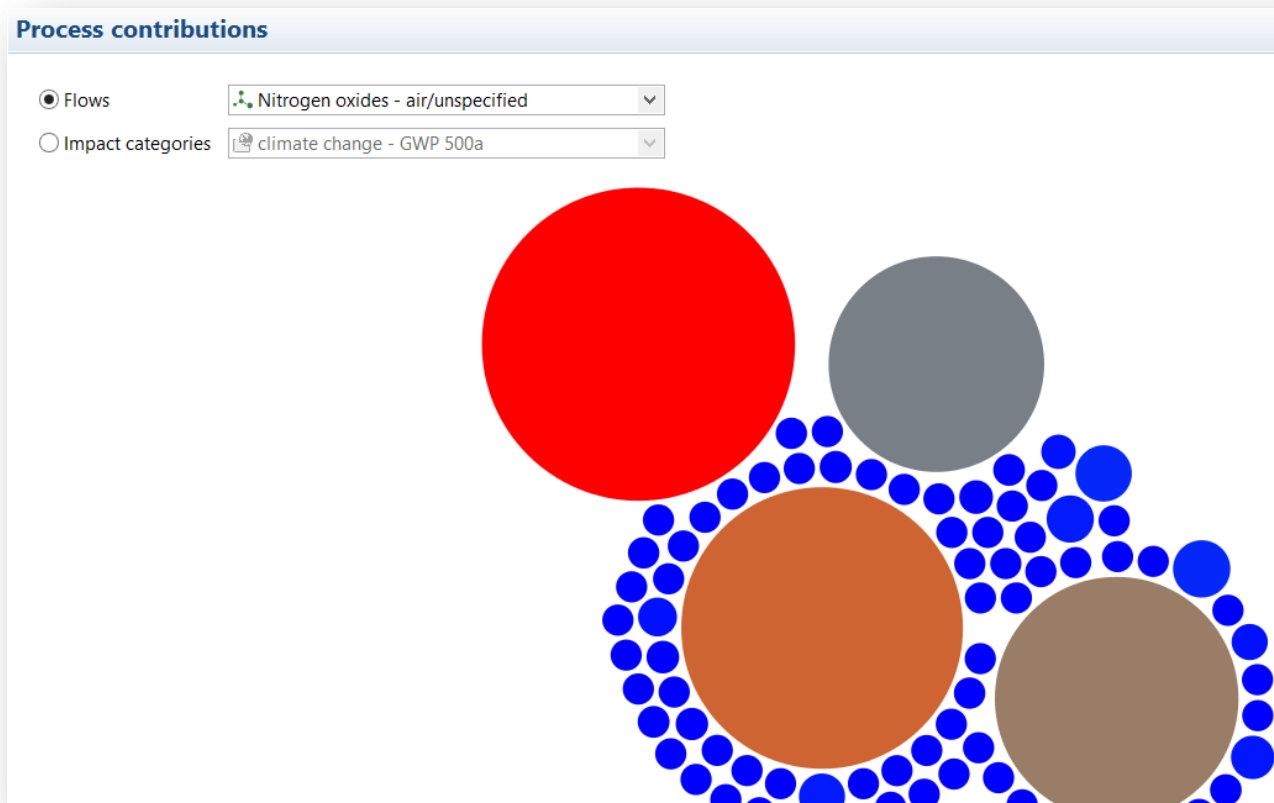 Process contributions
Flows
Nitrogen oxides - air/unspecified
Impact categories
climate change - GWP 500a